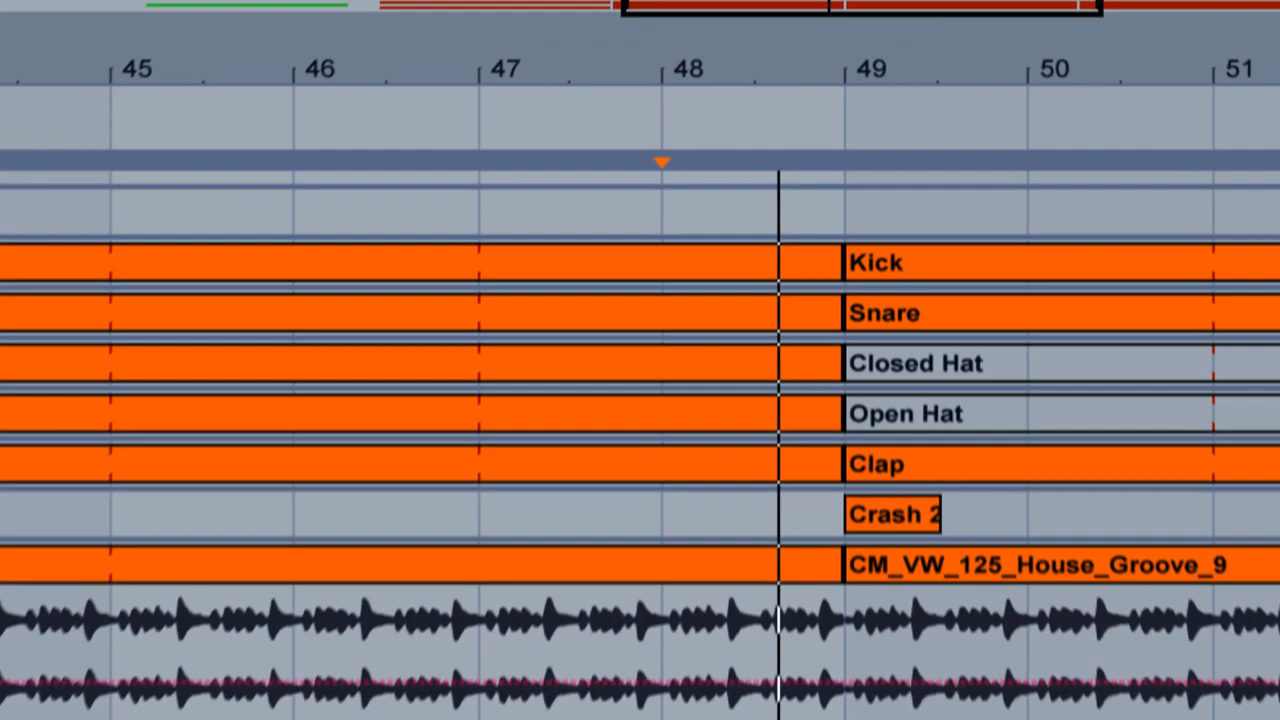 45 46 47 48 49 50 51
Kick
Snare
Closed Hat
Open Hat
Clap
Crash 2
CM_VW_125_House_Groove_9